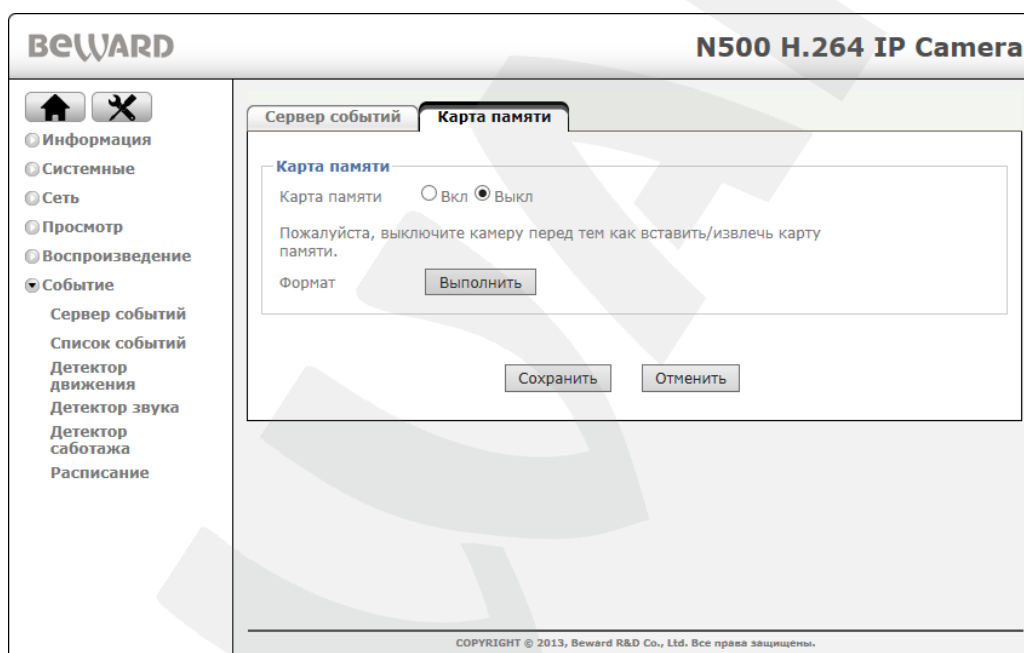 BEWARD
N500 H.264 IP Camera
Информация
Системные
Сеть
Просмотр
Воспроизведение
Событие
Сервер событий
Список событий
Детектор
движения
Детектор звука
Детектор
саботажа
Расписание
Сервер событий
Карта памяти
Карта памяти
Карта памяти Вкл Выкл
Пожалуйста, выключите камеру перед тем как вставить/извлечь карту
памяти.
Формат Выполнить
Сохранить Отменить
COPYRIGHT © 2013, Beward R&D Co., Ltd. Все права защищены.